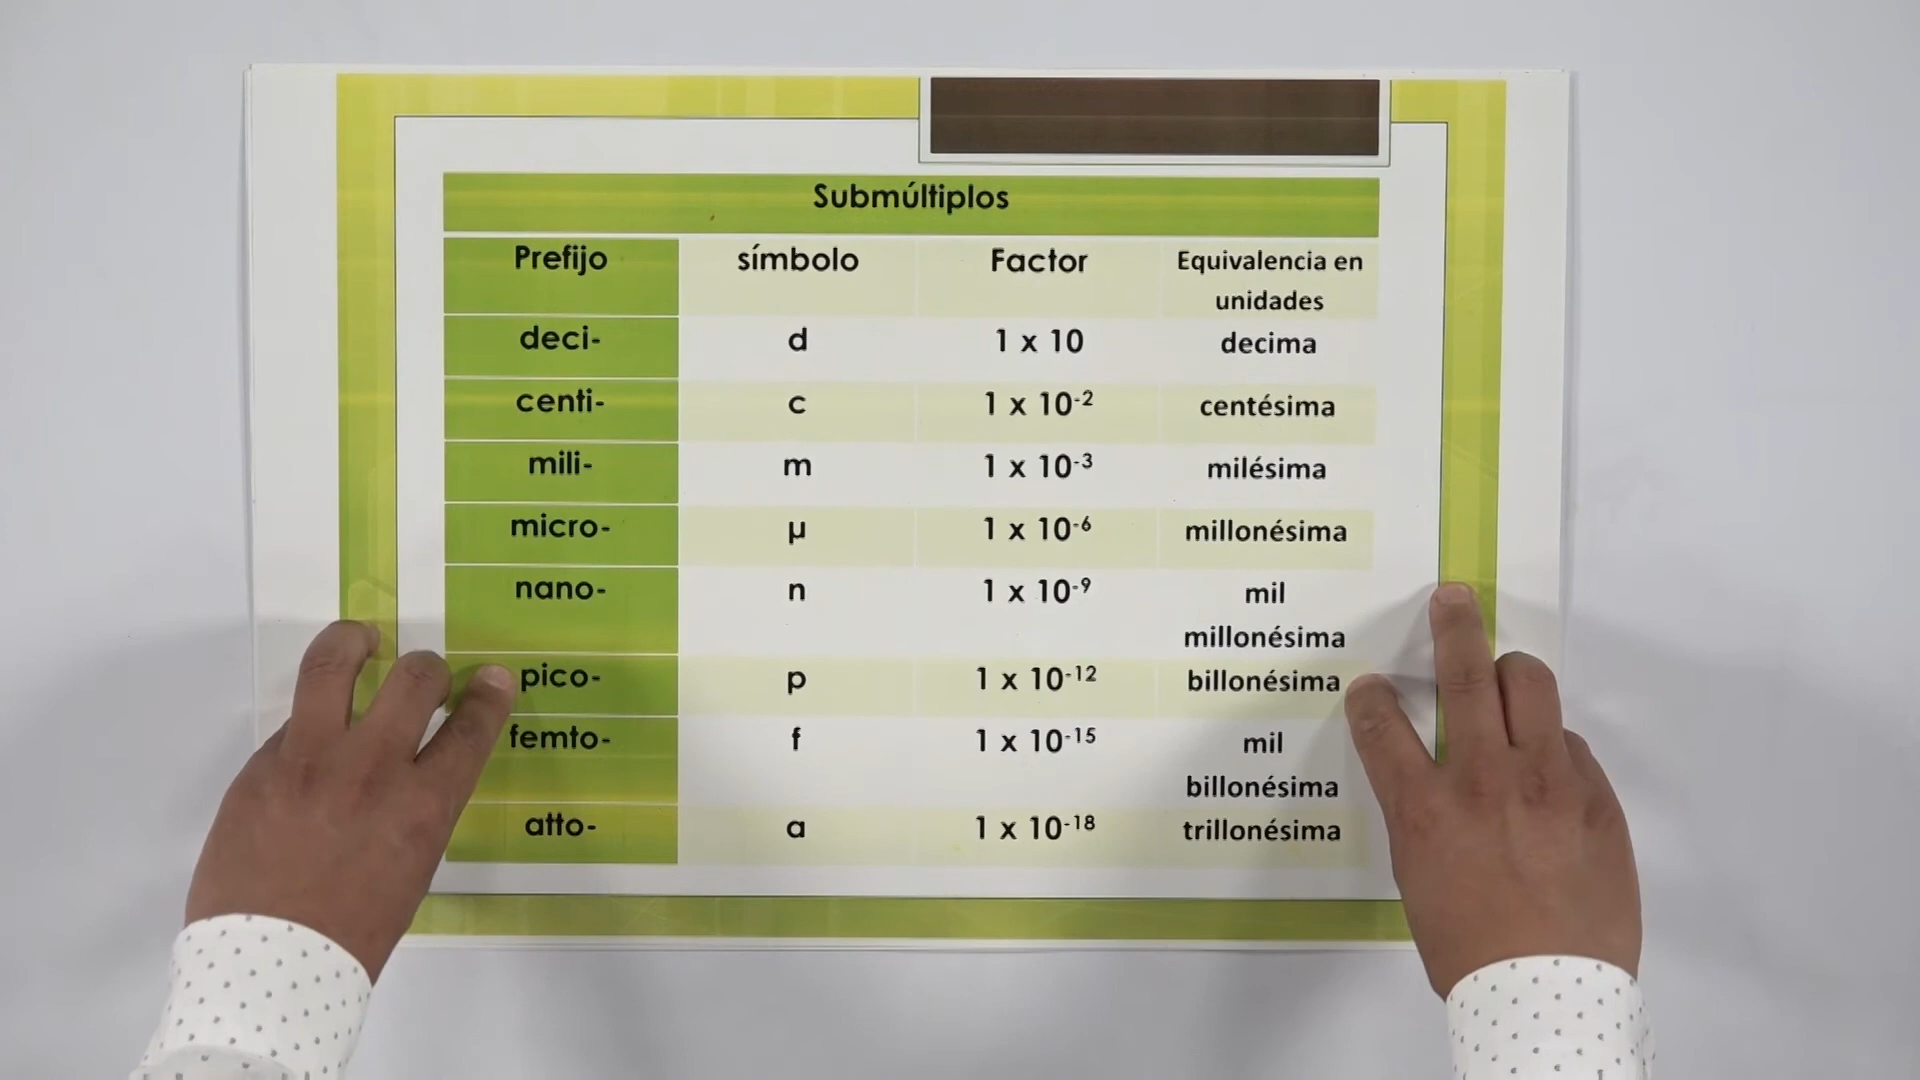 Submúltiplos
Prefijo símbolo Factor Equivalencia en
unidades
deci- d 1 x 10 decima
centi- c 1 x 10⁻² centésima
mili- m 1 x 10⁻³ milésima
micro- μ 1 x 10⁻⁶ millonésima
nano- n 1 x 10⁻⁹ mil
millonésima
pico- p 1 x 10⁻¹² billonésima
femto- f 1 x 10⁻¹⁵ mil
billonésima
atto- a 1 x 10⁻¹⁸ trillonésima